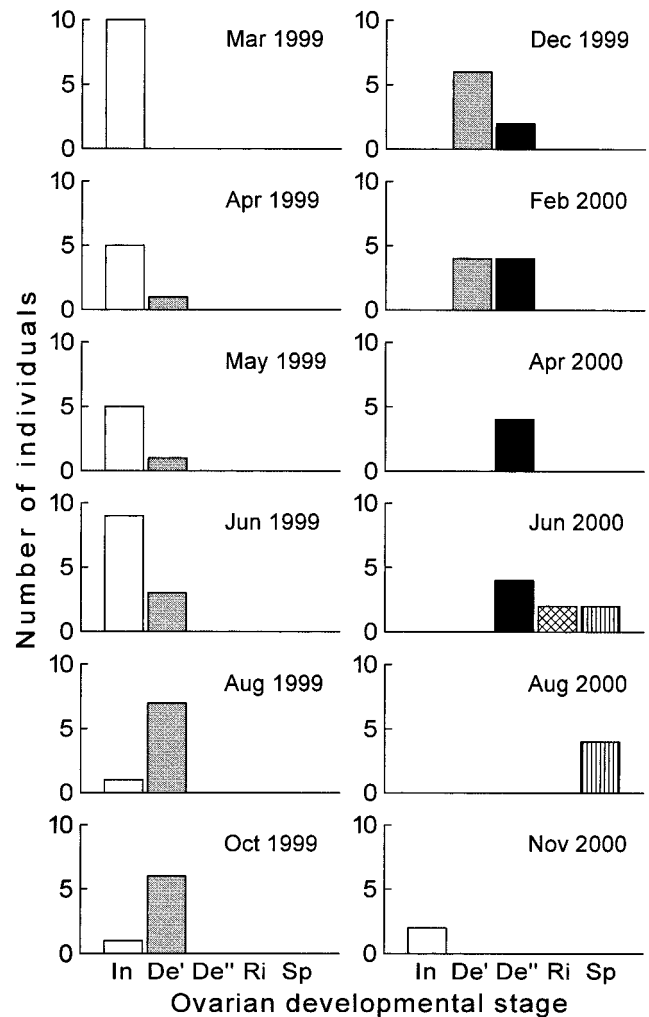 Number of individuals
10
5
0
Mar 1999
10
5
0
Apr 1999
10
5
0
May 1999
10
5
0
Jun 1999
10
5
0
Aug 1999
10
5
0
Oct 1999
In De' De'' Ri Sp
10
5
0
Dec 1999
10
5
0
Feb 2000
10
5
0
Apr 2000
10
5
0
Jun 2000
10
5
0
Aug 2000
10
5
0
Nov 2000
In De' De'' Ri Sp
Ovarian developmental stage